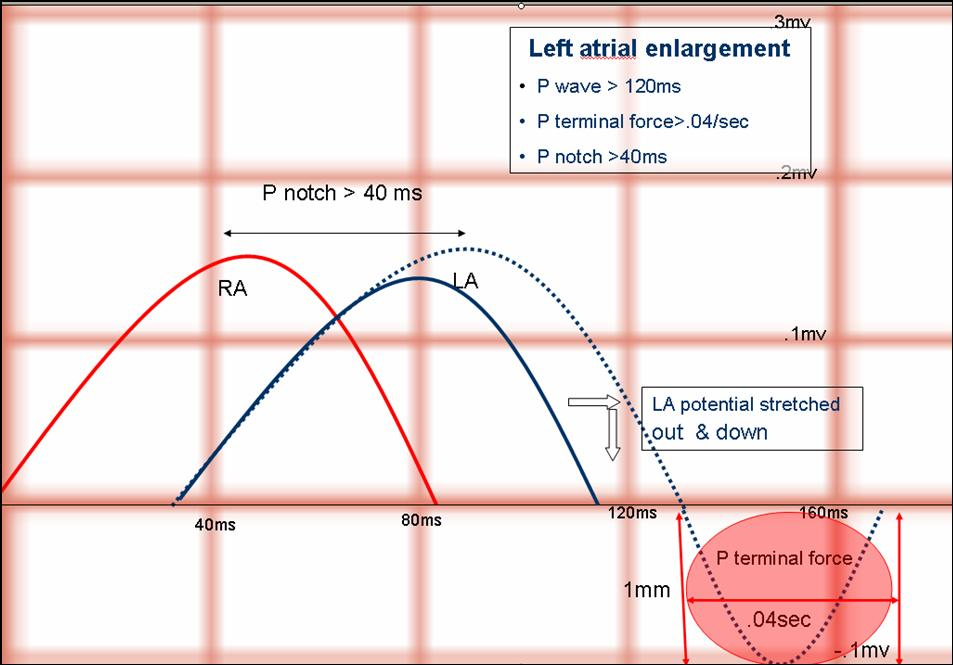 .3mv
Left atrial enlargement
• P wave > 120ms
• P terminal force>.04/sec
• P notch >40ms
.2mv
P notch > 40 ms
RA
LA
.1mv
LA potential stretched
out & down
40ms
80ms
120ms
160ms
P terminal force
1mm
.04sec
-.1mv